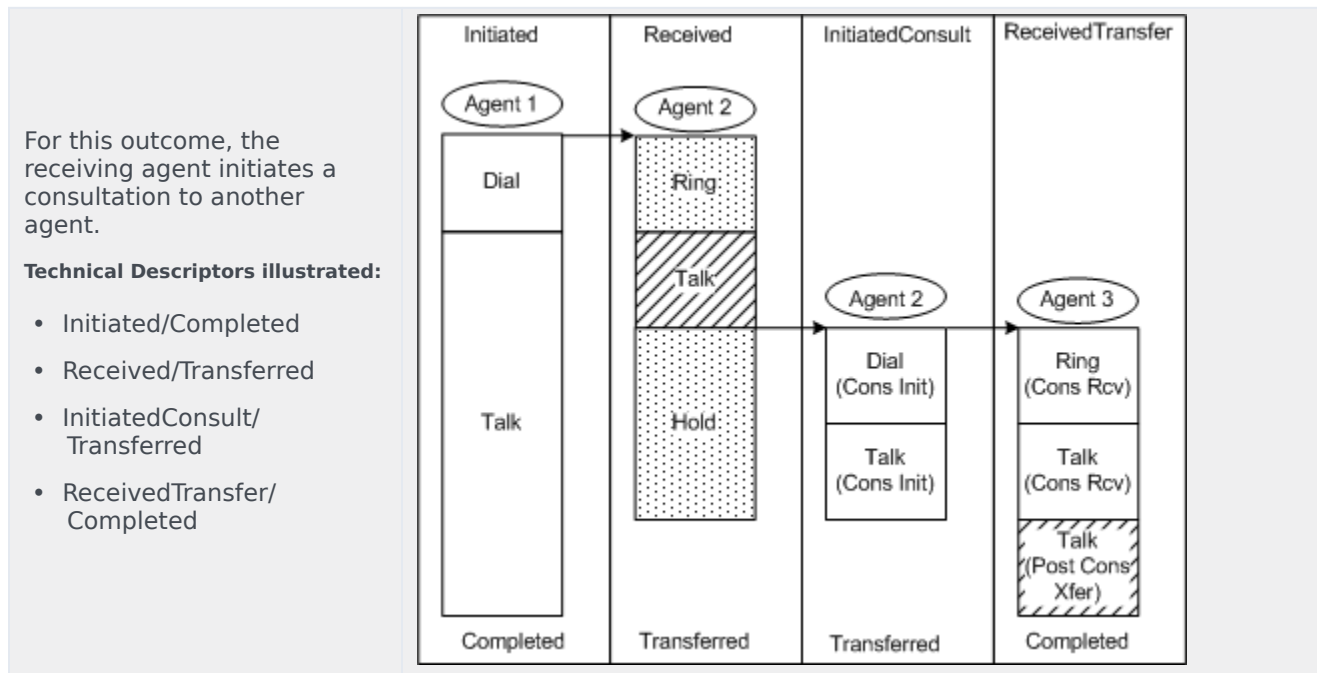 For this outcome, the
receiving agent initiates a
consultation to another
agent.
Technical Descriptors illustrated:
• Initiated/Completed
• Received/Transferred
• InitiatedConsult/
Transferred
• ReceivedTransfer/
Completed
Initiated
Received
InitiatedConsult
ReceivedTransfer
Agent 1
Agent 2
Dial
Ring
Talk
Agent 2
Agent 3
Dial
(Cons Init)
Ring
(Cons Rcv)
Talk
Hold
Talk
(Cons Init)
Talk
(Cons Rcv)
Talk
(Post Cons
Xfer)
Completed
Transferred
Transferred
Completed